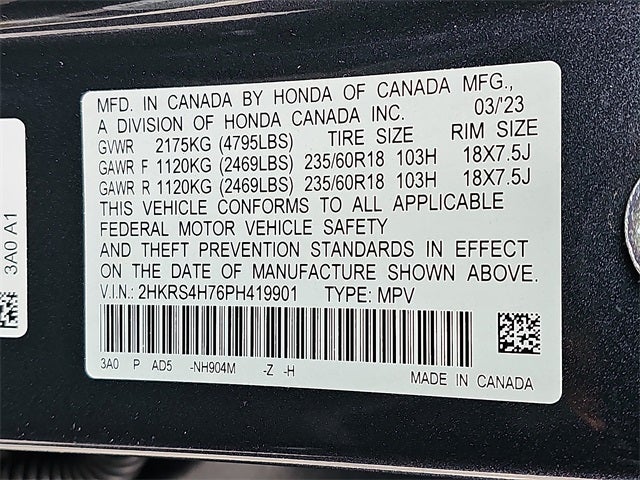 MFD. IN CANADA BY HONDA OF CANADA MFG.,
A DIVISION OF HONDA CANADA INC. 03/'23
GVWR 2175KG (4795LBS) TIRE SIZE RIM SIZE
GAWR F 1120KG (2469LBS) 235/60R18 103H 18X7.5J
GAWR R 1120KG (2469LBS) 235/60R18 103H 18X7.5J
THIS VEHICLE CONFORMS TO ALL APPLICABLE
FEDERAL MOTOR VEHICLE SAFETY
AND THEFT PREVENTION STANDARDS IN EFFECT
ON THE DATE OF MANUFACTURE SHOWN ABOVE.
V.I.N.: 2HKRS4H76PH419901 TYPE: MPV
3A0 P AD5 -NH904M -Z -H
MADE IN CANADA
3A0 A1